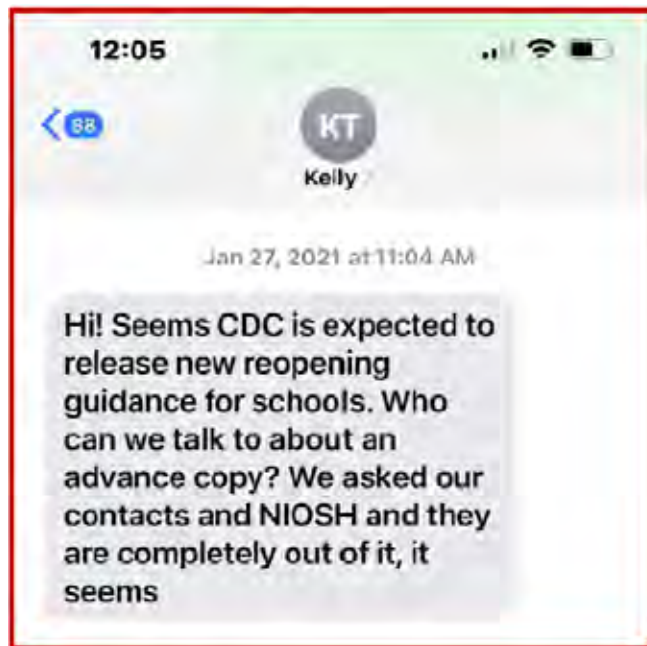 12:05
88
KT
Kelly
Jan 27, 2021 at 11:04 AM
Hi! Seems CDC is expected to
release new reopening
guidance for schools. Who
can we talk to about an
advance copy? We asked our
contacts and NIOSH and they
are completely out of it, it
seems